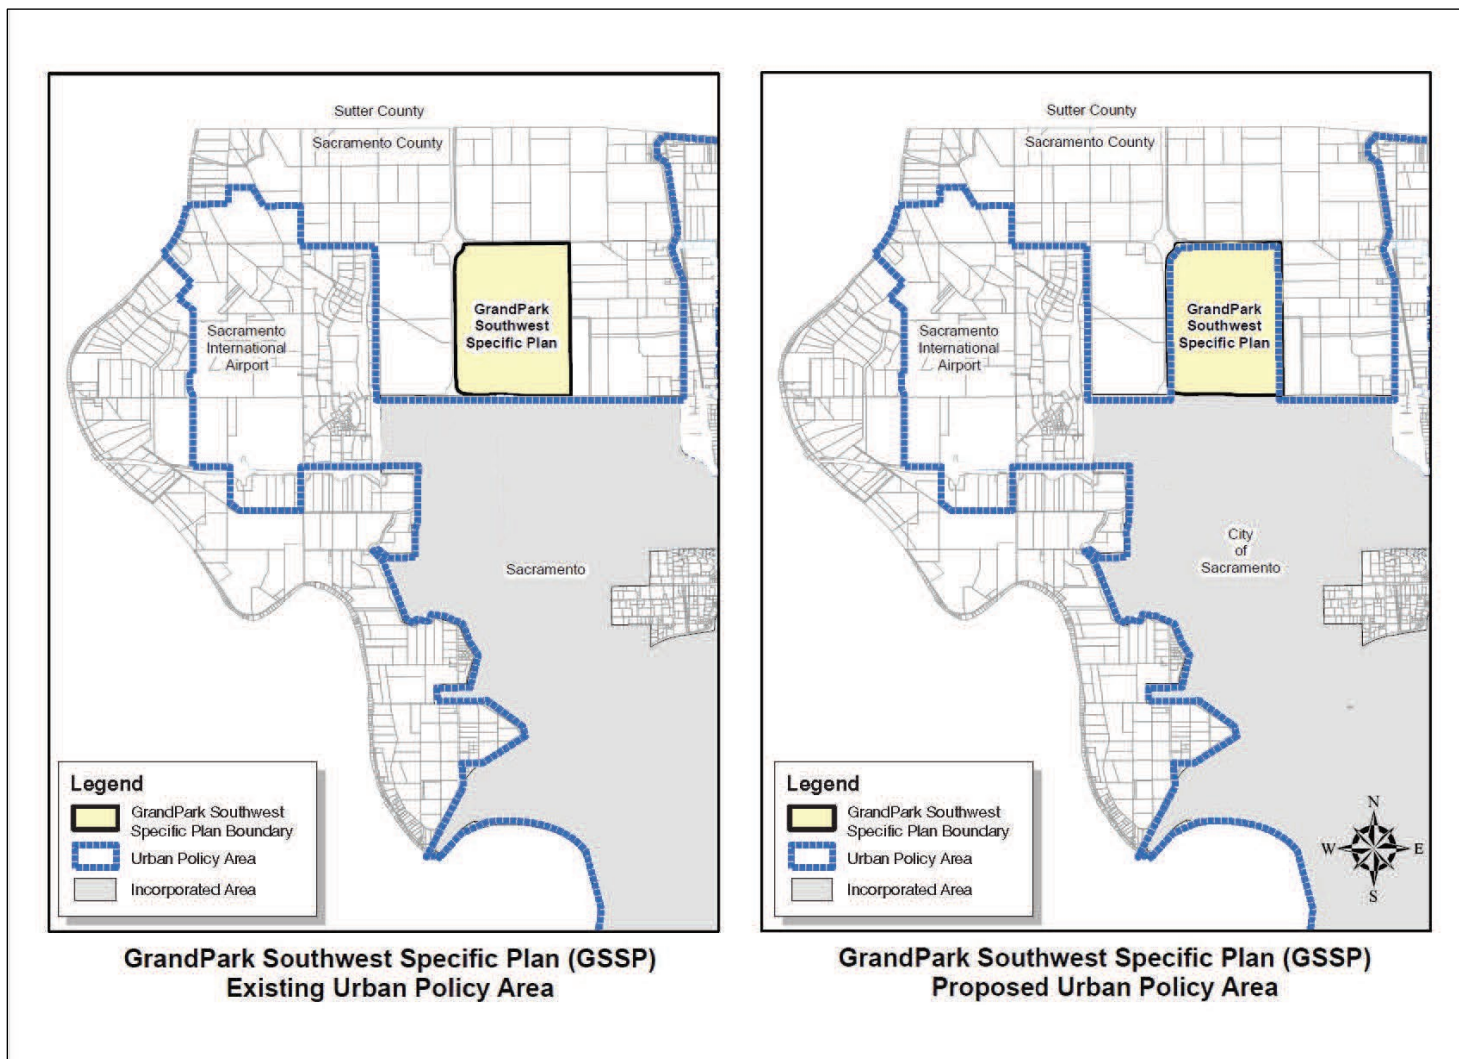 Sutter County
Sacramento County
GrandPark
Southwest
Specific Plan
Sacramento
International
Airport
Sacramento
Legend
GrandPark Southwest
Specific Plan Boundary
Urban Policy Area
Incorporated Area
GrandPark Southwest Specific Plan (GSSP)
Existing Urban Policy Area
Sutter County
Sacramento County
GrandPark
Southwest
Specific Plan
Sacramento
International
Airport
City
of
Sacramento
Legend
GrandPark Southwest
Specific Plan Boundary
Urban Policy Area
Incorporated Area
N
W E
S
GrandPark Southwest Specific Plan (GSSP)
Proposed Urban Policy Area